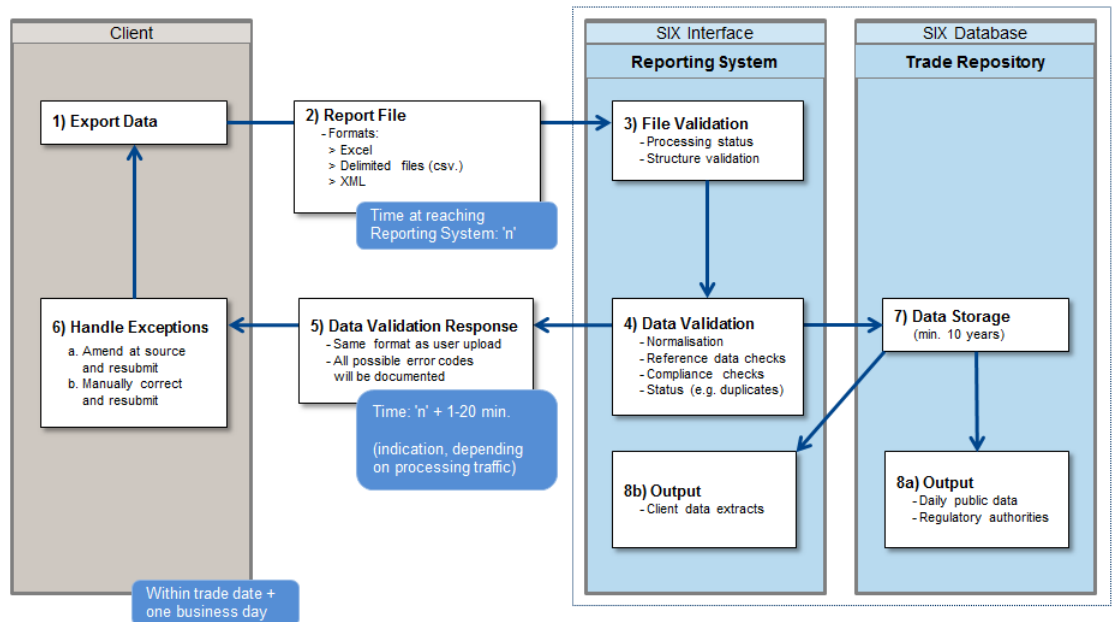 Client
SIX Interface
SIX Database
Reporting System
Trade Repository
1) Export Data
2) Report File
- Formats:
> Excel
> Delimited files (csv.)
> XML
Time at reaching
Reporting System: 'n'
3) File Validation
- Processing status
- Structure validation
6) Handle Exceptions
a. Amend at source
and resubmit
b. Manually correct
and resubmit
5) Data Validation Response
- Same format as user upload
- All possible error codes
will be documented
Time: 'n' + 1-20 min.
(indication, depending
on processing traffic)
4) Data Validation
- Normalisation
- Reference data checks
- Compliance checks
- Status (e.g. duplicates)
7) Data Storage
(min. 10 years)
8b) Output
- Client data extracts
8a) Output
- Daily public data
- Regulatory authorities
Within trade date +
one business day